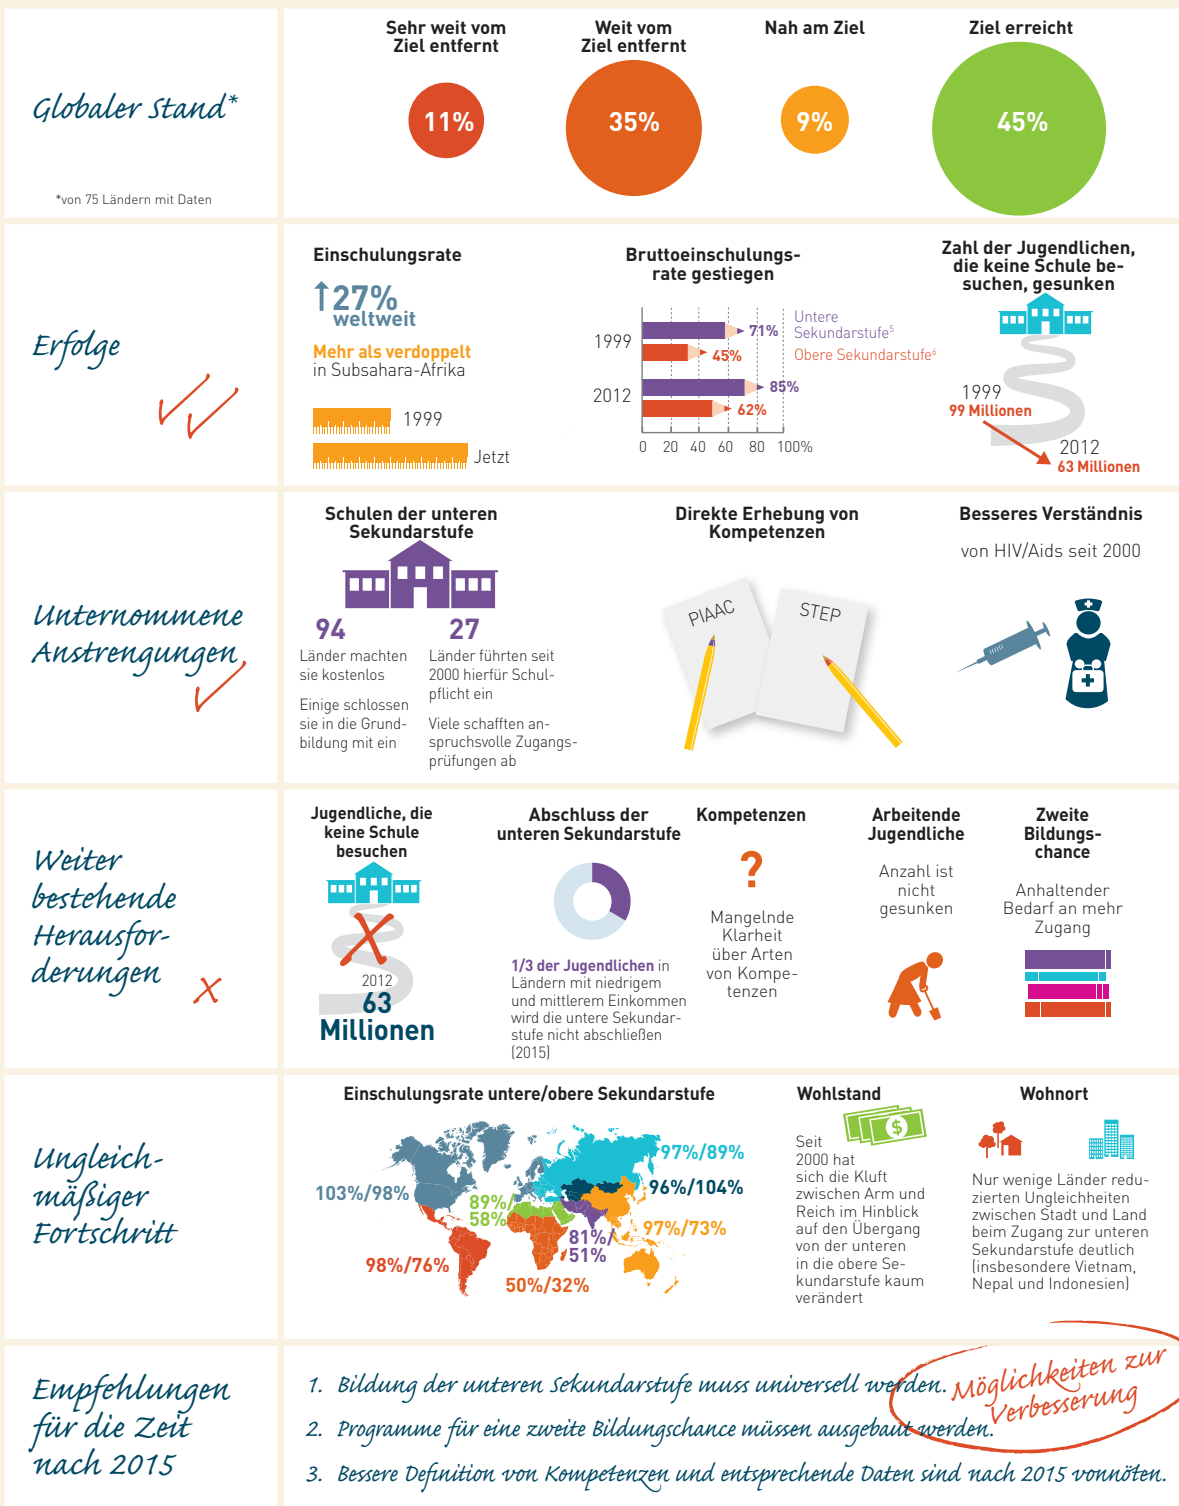 Globaler Stand*
*von 75 Ländern mit Daten
Sehr weit vom
Ziel entfernt
11%
Weit vom
Ziel entfernt
35%
Nah am Ziel
9%
Ziel erreicht
45%
Erfolge
Einschulungsrate
↑27%
weltweit
Mehr als verdoppelt
in Subsahara-Afrika
1999
Jetzt
Bruttoeinschulungs-
rate gestiegen
1999
71%
45%
Untere
Sekundarstufe⁵
Obere Sekundarstufe⁶
2012
85%
62%
0 20 40 60 80 100%
Zahl der Jugendlichen,
die keine Schule be-
suchen, gesunken
1999
99 Millionen
2012
63 Millionen
Unternommene
Anstrengungen
Schulen der unteren
Sekundarstufe
94
Länder machten
sie kostenlos
Einige schlossen
sie in die Grund-
bildung mit ein
27
Länder führten seit
2000 hierfür Schul-
pflicht ein
Viele schafften an-
spruchsvolle Zugangs-
prüfungen ab
Direkte Erhebung von
Kompetenzen
PIAAC
STEP
Besseres Verständnis
von HIV/Aids seit 2000
Weiter
bestehende
Herausfor-
derungen
Jugendliche, die
keine Schule
besuchen
2012
63
Millionen
Abschluss der
unteren Sekundarstufe
1/3 der Jugendlichen in
Ländern mit niedrigem
und mittlerem Einkommen
wird die untere Sekundar-
stufe nicht abschließen
(2015)
Kompetenzen
?
Mangelnde
Klarheit
über Arten
von Kompe-
tenzen
Arbeitende
Jugendliche
Anzahl ist
nicht
gesunken
Zweite
Bildungs-
chance
Anhaltender
Bedarf an mehr
Zugang
Ungleich-
mäßiger
Fortschritt
Einschulungsrate untere/obere Sekundarstufe
103%/98%
98%/76%
89%/
58%
50%/32%
81%/
51%
97%/89%
96%/104%
97%/73%
Wohlstand
$
Seit
2000 hat
sich die Kluft
zwischen Arm und
Reich im Hinblick
auf den Übergang
von der unteren
in die obere Se-
kundarstufe kaum
verändert
Wohnort
Nur wenige Länder redu-
zierten Ungleichheiten
zwischen Stadt und Land
beim Zugang zur unteren
Sekundarstufe deutlich
(insbesondere Vietnam,
Nepal und Indonesien)
Empfehlungen
für die Zeit
nach 2015
1. Bildung der unteren Sekundarstufe muss universell werden.
2. Programme für eine zweite Bildungschance müssen ausgebaut werden.
3. Bessere Definition von Kompetenzen und entsprechende Daten sind nach 2015 vonnöten.
Möglichkeiten zur
Verbesserung